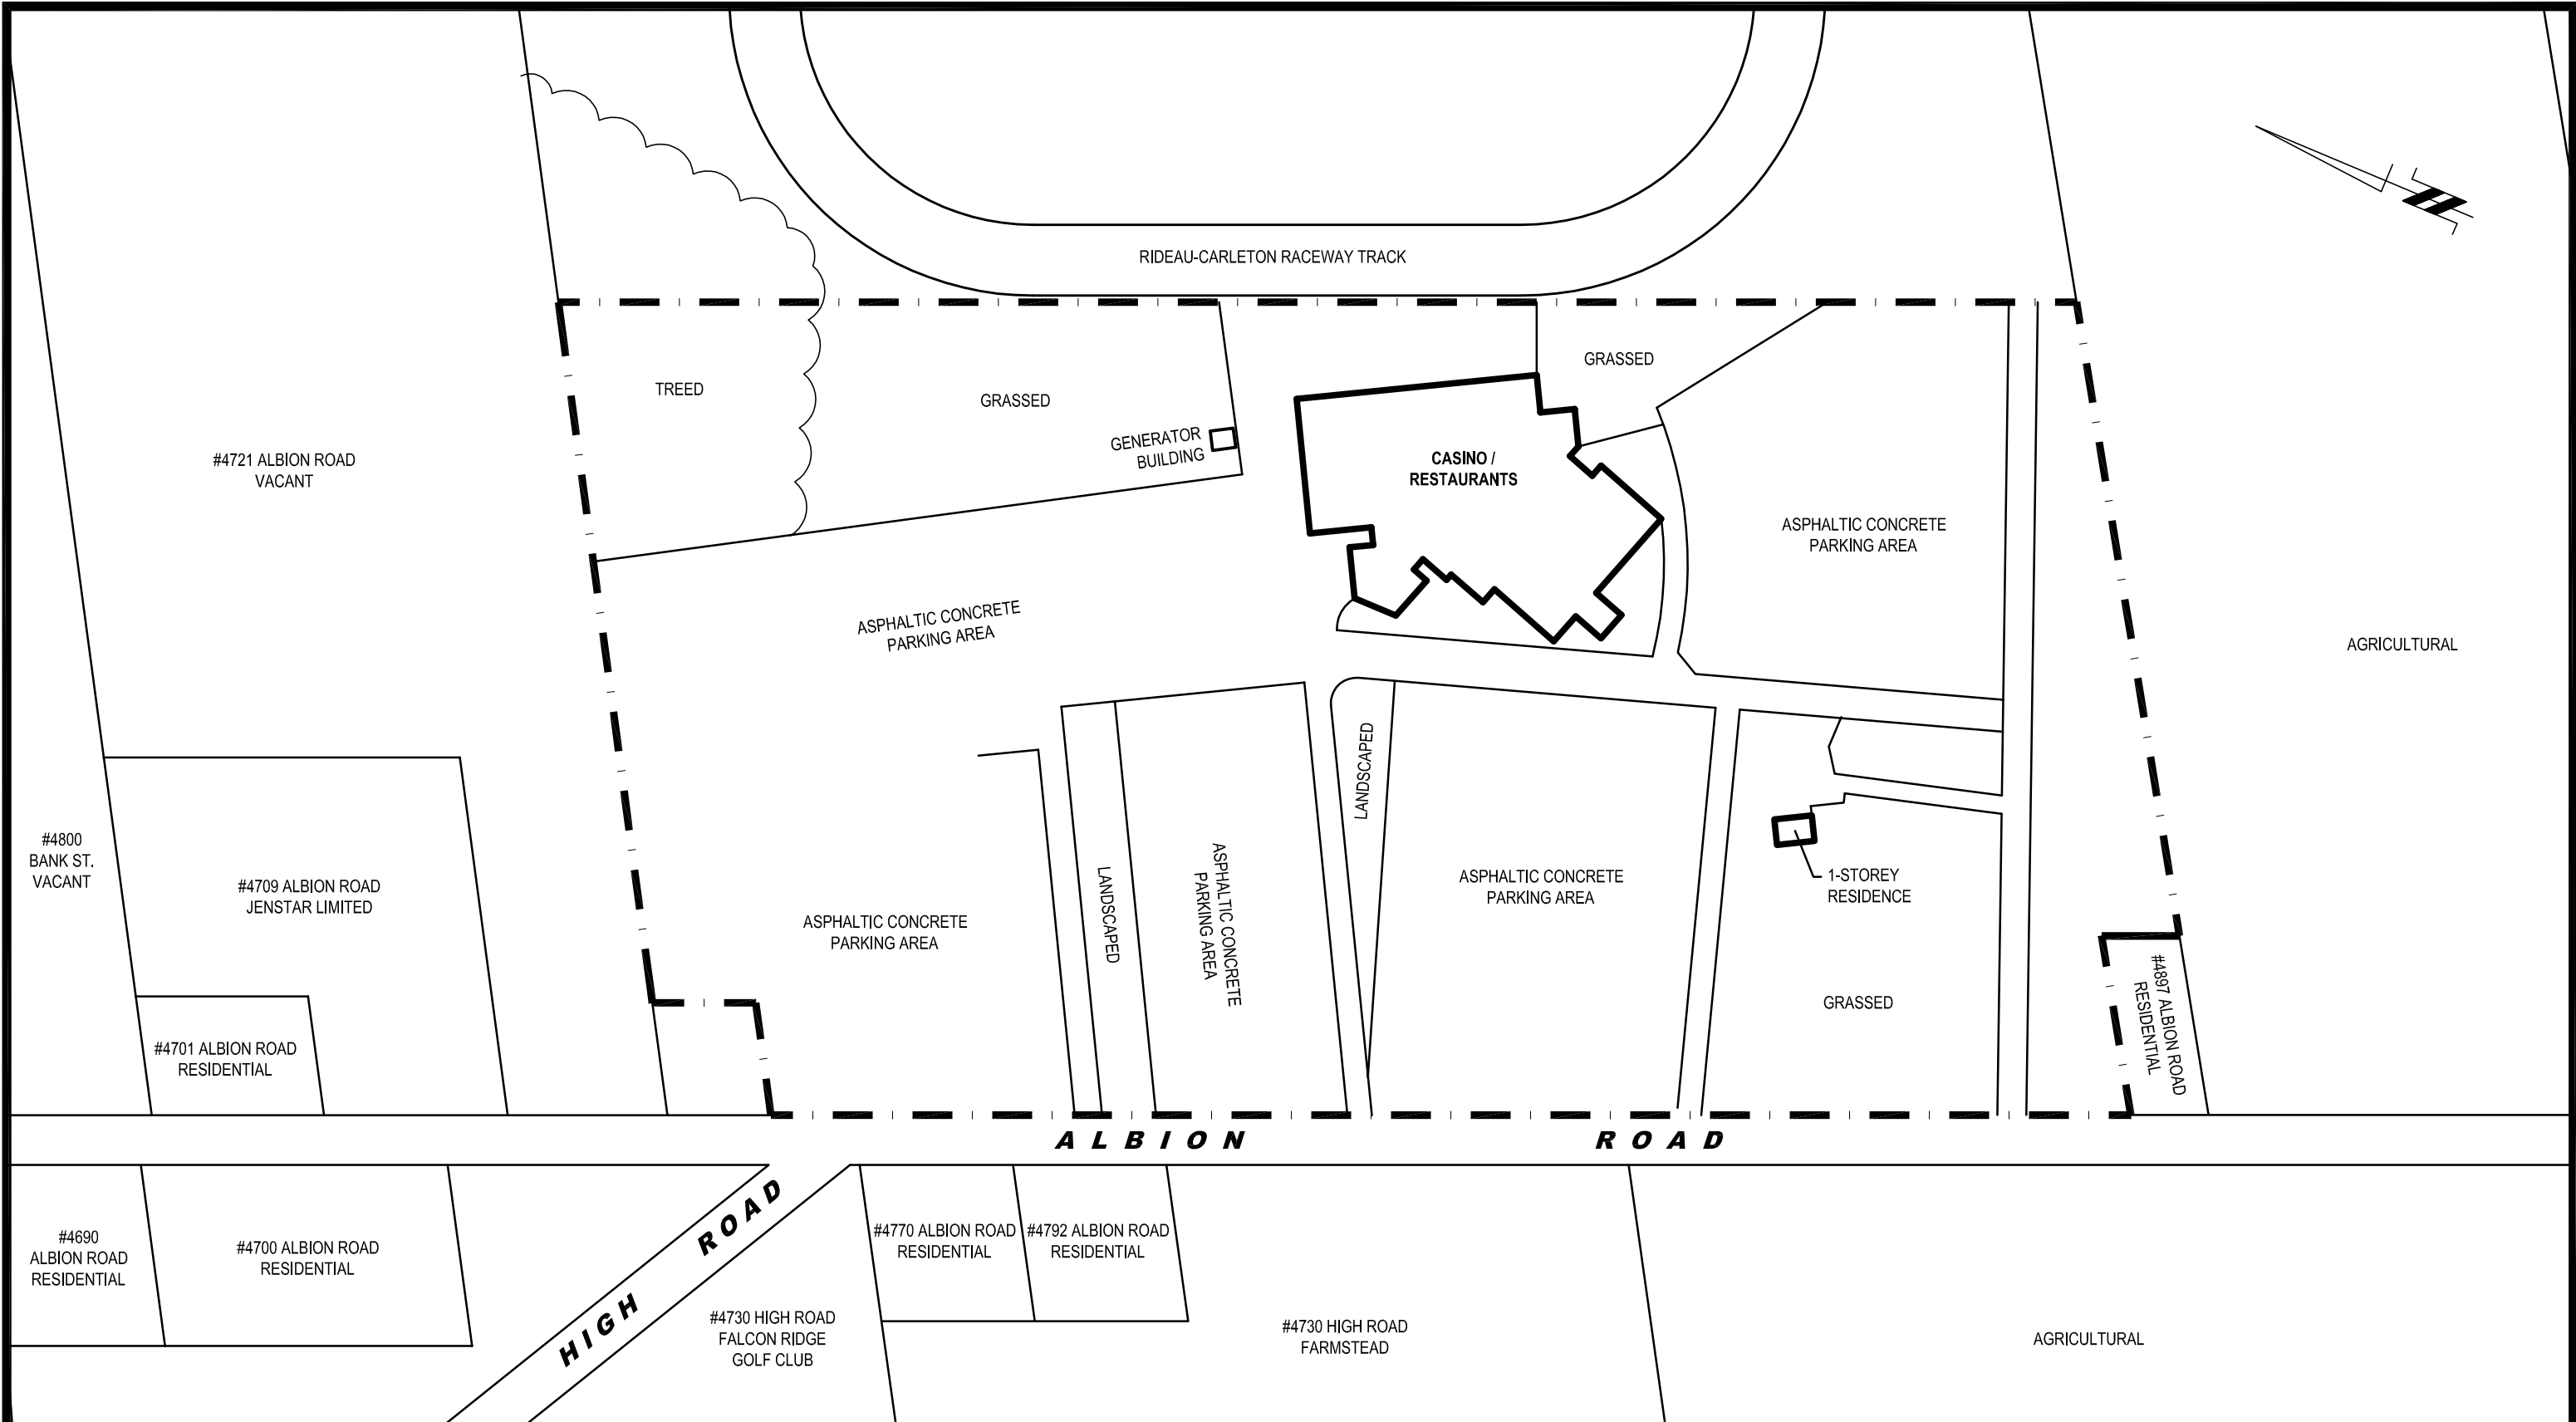 RIDEAU-CARLETON RACEWAY TRACK
TREED
GRASSED
GRASSED
GENERATOR
BUILDING
CASINO /
RESTAURANTS
#4721 ALBION ROAD
VACANT
ASPHALTIC CONCRETE
PARKING AREA
ASPHALTIC CONCRETE
PARKING AREA
AGRICULTURAL
LANDSCAPED
#4800
BANK ST.
VACANT
#4709 ALBION ROAD
JENSTAR LIMITED
ASPHALTIC CONCRETE
PARKING AREA
LANDSCAPED
ASPHALTIC CONCRETE
PARKING AREA
ASPHALTIC CONCRETE
PARKING AREA
1-STOREY
RESIDENCE
GRASSED
#4897 ALBION ROAD
RESIDENTIAL
#4701 ALBION ROAD
RESIDENTIAL
ALBION ROAD
HIGH ROAD
#4690
ALBION ROAD
RESIDENTIAL
#4700 ALBION ROAD
RESIDENTIAL
#4770 ALBION ROAD
RESIDENTIAL
#4792 ALBION ROAD
RESIDENTIAL
#4730 HIGH ROAD
FALCON RIDGE
GOLF CLUB
#4730 HIGH ROAD
FARMSTEAD
AGRICULTURAL